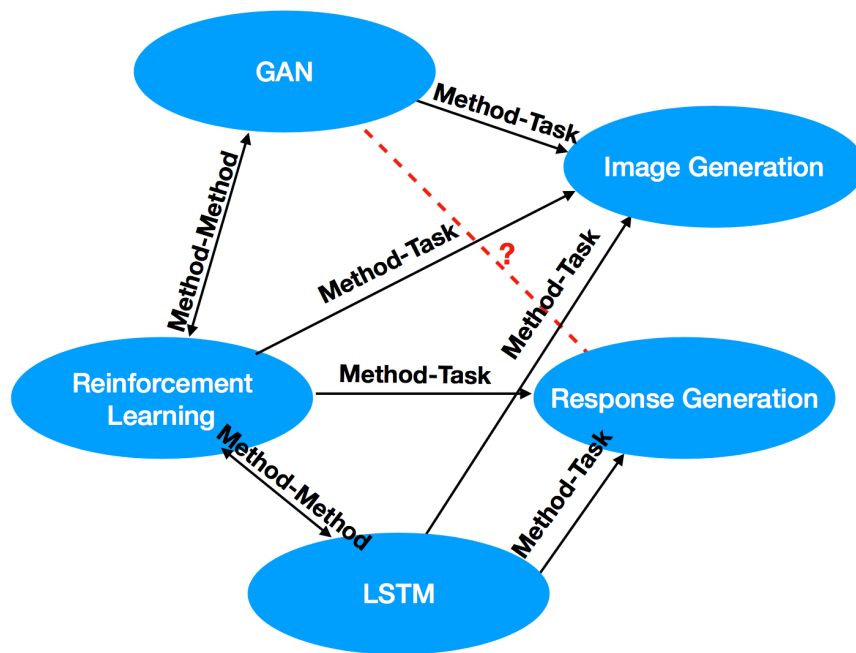 GAN
Method-Task
Image Generation
Method-Method
Method-Task
?
Method-Task
Reinforcement
Learning
Method-Task
Response Generation
Method-Method
Method-Task
LSTM